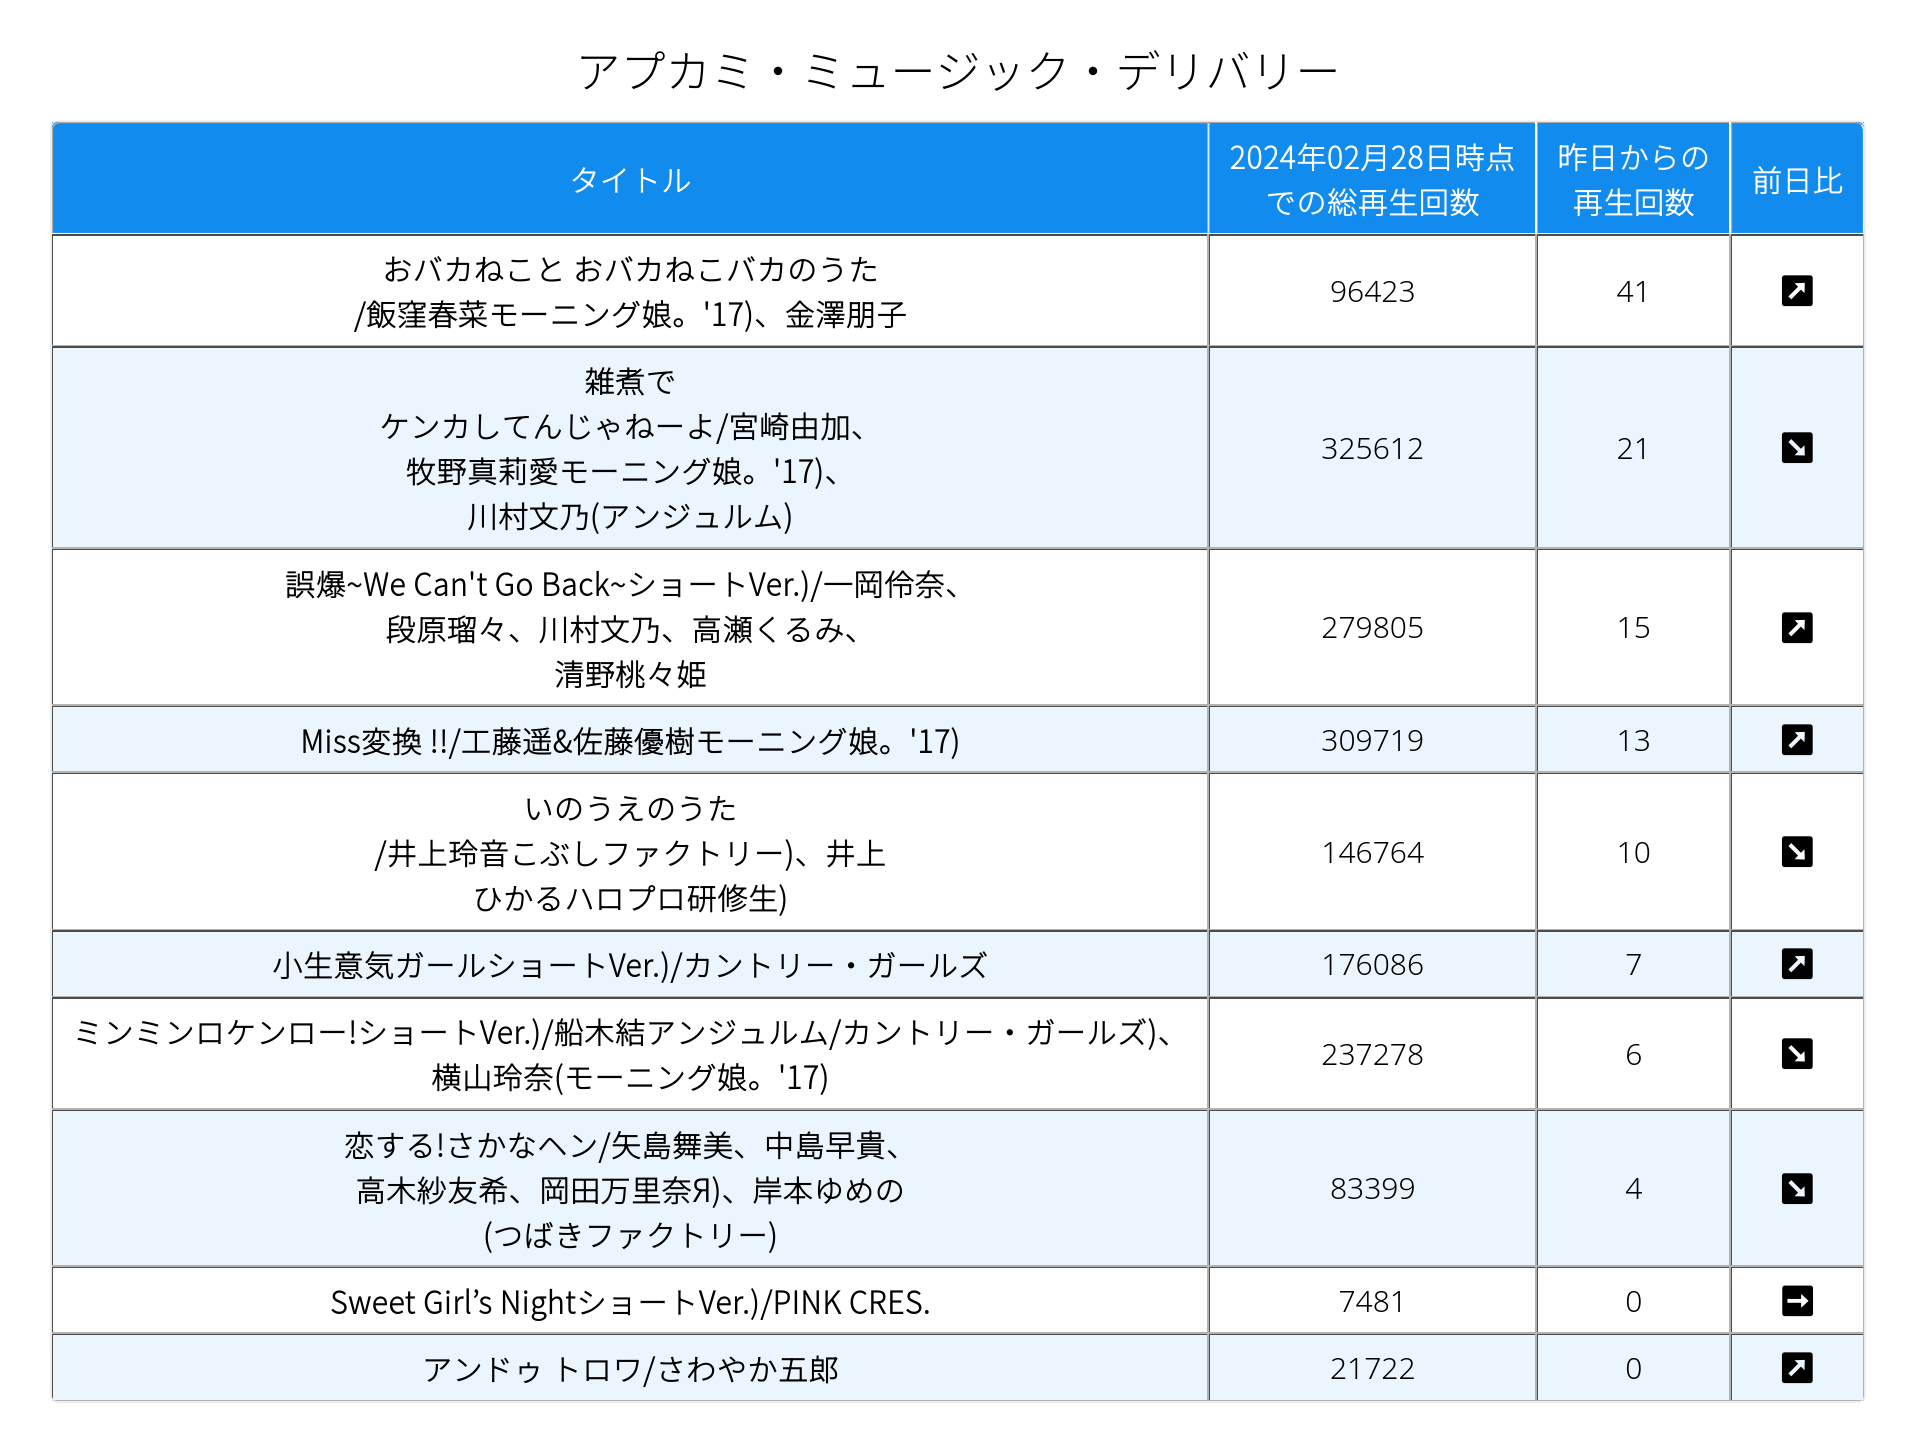 アプカミ・ミュージック・デリバリー
タイトル
2024年02月28日時点
での総再生回数
昨日からの
再生回数
前日比
おバカねこと おバカねこバカのうた
/飯窪春菜モーニング娘。'17)、金澤朋子
96423
41
雑煮で
ケンカしてんじゃねーよ/宮崎由加、
牧野真莉愛モーニング娘。'17)、
川村文乃(アンジュルム)
325612
21
誤爆~We Can't Go Back~ショートVer.)/一岡伶奈、
段原瑠々、川村文乃、高瀬くるみ、
清野桃々姫
279805
15
Miss変換 !!/工藤遥&佐藤優樹モーニング娘。'17)
309719
13
いのうえのうた
/井上玲音こぶしファクトリー)、井上
ひかるハロプロ研修生)
146764
10
小生意気ガールショートVer.)/カントリー・ガールズ
176086
7
ミンミンロケンロー!ショートVer.)/船木結アンジュルム/カントリー・ガールズ)、
横山玲奈(モーニング娘。'17)
237278
6
恋する!さかなヘン/矢島舞美、中島早貴、
高木紗友希、岡田万里奈Я)、岸本ゆめの
(つばきファクトリー)
83399
4
Sweet Girl’s NightショートVer.)/PINK CRES.
7481
0
アンドゥ トロワ/さわやか五郎
21722
0